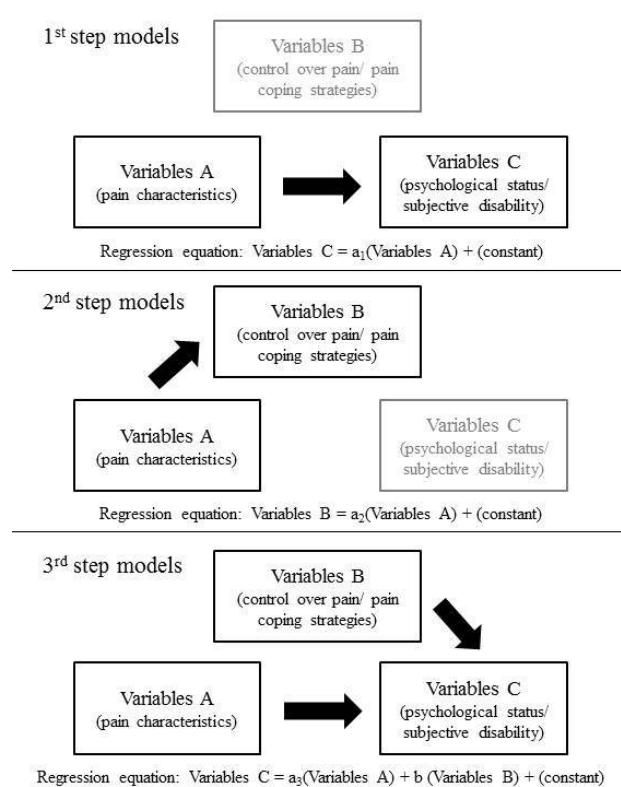 1st step models
Variables B
(control over pain/ pain
coping strategies)
Variables A
(pain characteristics)
Variables C
(psychological status/
subjective disability)
Regression equation: Variables C = a1(Variables A) + (constant)
2nd step models
Variables B
(control over pain/ pain
coping strategies)
Variables A
(pain characteristics)
Variables C
(psychological status/
subjective disability)
Regression equation: Variables B = a2(Variables A) + (constant)
3rd step models
Variables B
(control over pain/ pain
coping strategies)
Variables A
(pain characteristics)
Variables C
(psychological status/
subjective disability)
Regression equation: Variables C = a3(Variables A) + b (Variables B) + (constant)